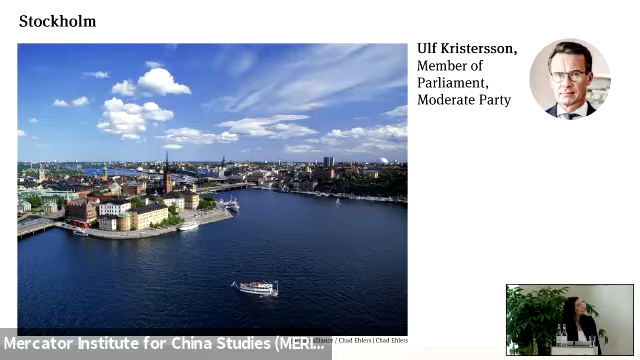 Stockholm
Ulf Kristersson,
Member of
Parliament,
Moderate Party
alliance / Chad Ehlers | Chad Ehlers
Mercator Institute for China Studies (MERI...